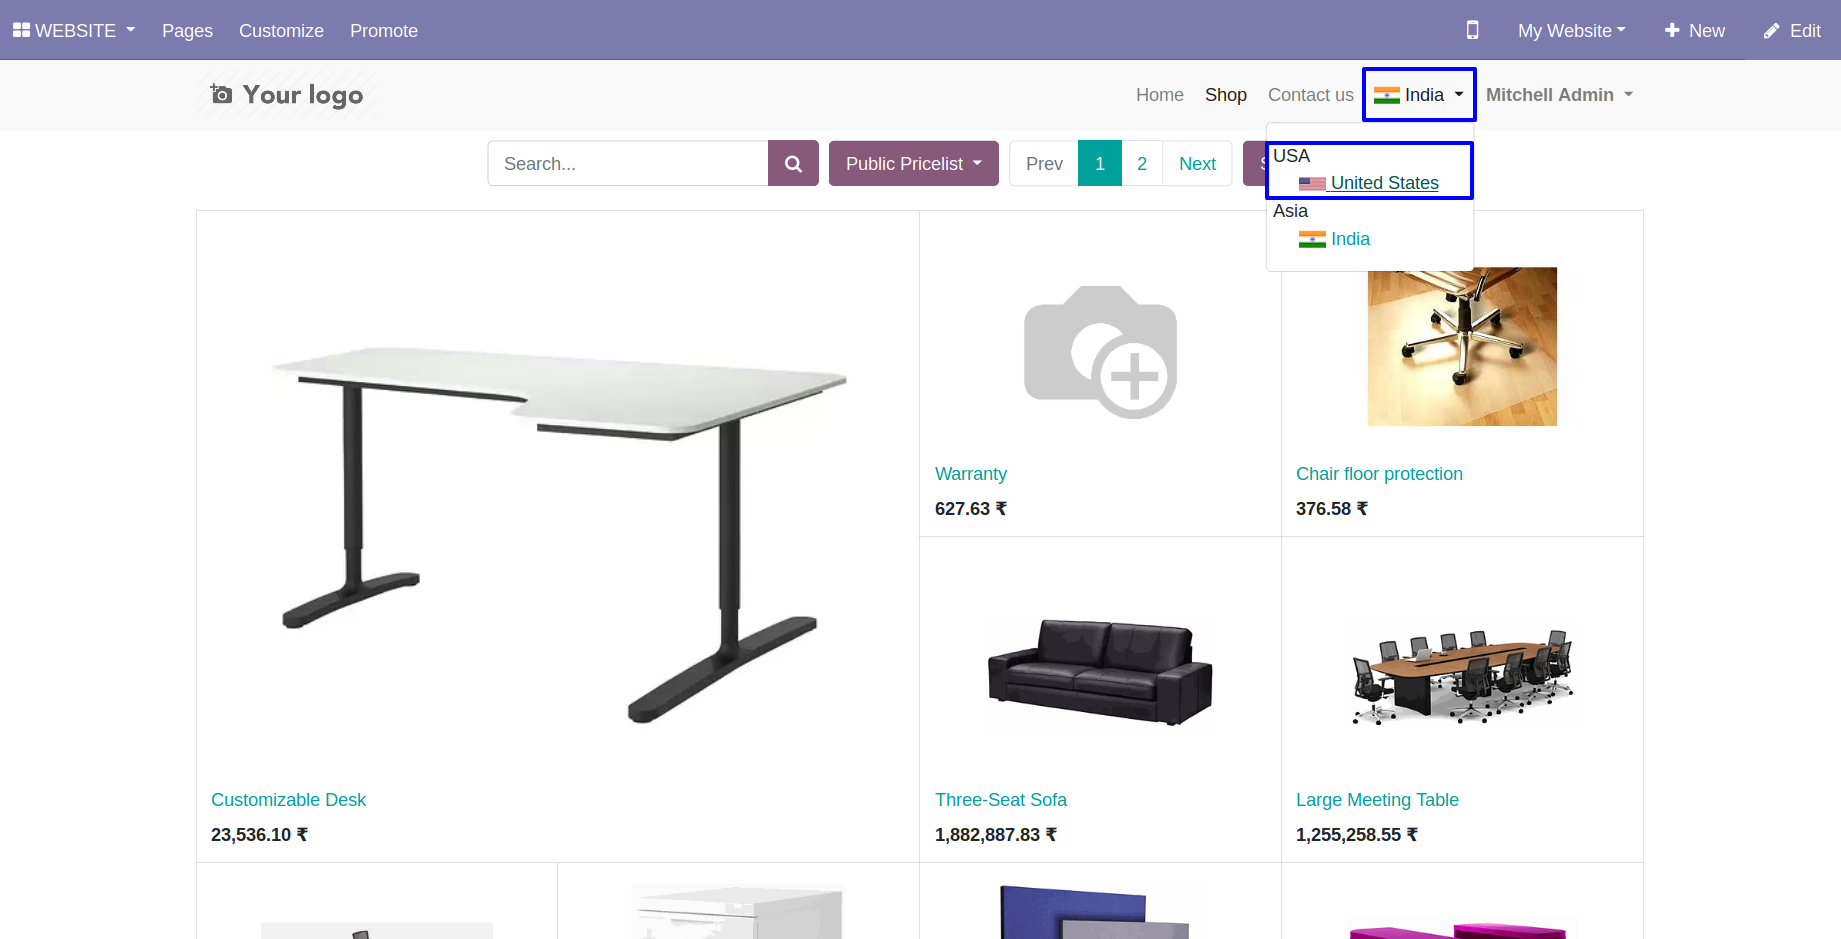 WEBSITE Pages Customize Promote My Website New Edit
Your logo Home Shop Contact us India Mitchell Admin
Search... Public Pricelist Prev 1 2 Next
USA
United States
Asia
India
Warranty
627.63 ₹
Chair floor protection
376.58 ₹
Customizable Desk
23,536.10 ₹
Three-Seat Sofa
1,882,887.83 ₹
Large Meeting Table
1,255,258.55 ₹